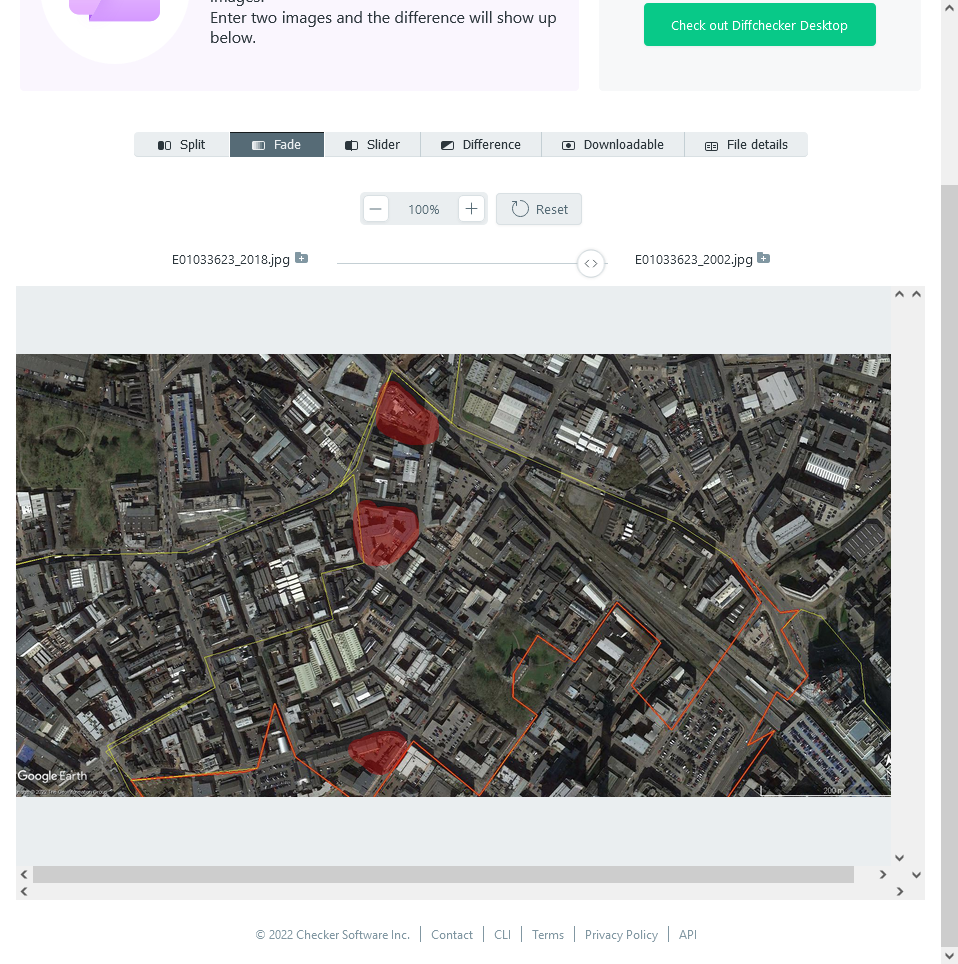 images.
Enter two images and the difference will show up
below.
Check out Diffchecker Desktop
Split
Fade
Slider
Difference
Downloadable
File details
100%
Reset
E01033623_2018.jpg
E01033623_2002.jpg
Google Earth
200 m
© 2022 Checker Software Inc.
Contact
CLI
Terms
Privacy Policy
API